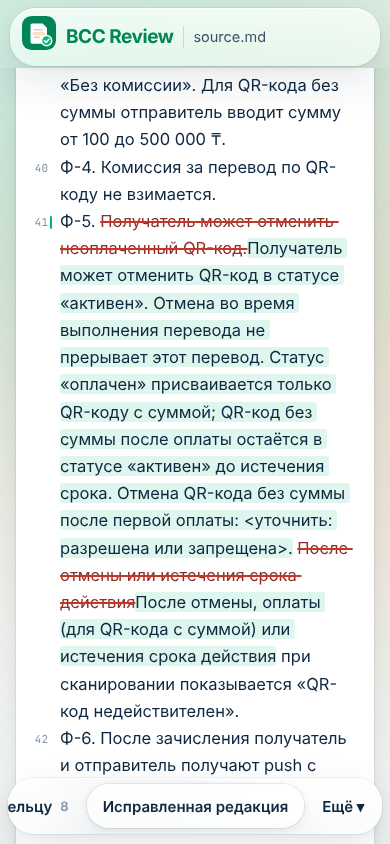 BCC Review source.md
«Без комиссии». Для QR-кода без
суммы отправитель вводит сумму
от 100 до 500 000 ₸.
40 Ф-4. Комиссия за перевод по QR-
коду не взимается.
41 Ф-5. Получатель может отменить
неоплаченный QR-код.Получатель
может отменить QR-код в статусе
«активен». Отмена во время
выполнения перевода не
прерывает этот перевод. Статус
«оплачен» присваивается только
QR-коду с суммой; QR-код без
суммы после оплаты остаётся в
статусе «активен» до истечения
срока. Отмена QR-кода без суммы
после первой оплаты: <уточнить:
разрешена или запрещена>. После
отмены или истечения срока
действияПосле отмены, оплаты
(для QR-кода с суммой) или
истечения срока действия при
сканировании показывается «QR-
код недействителен».
42 Ф-6. После зачисления получатель
и отправитель получают push с
ельцу 8 Исправленная редакция Ещё ▾